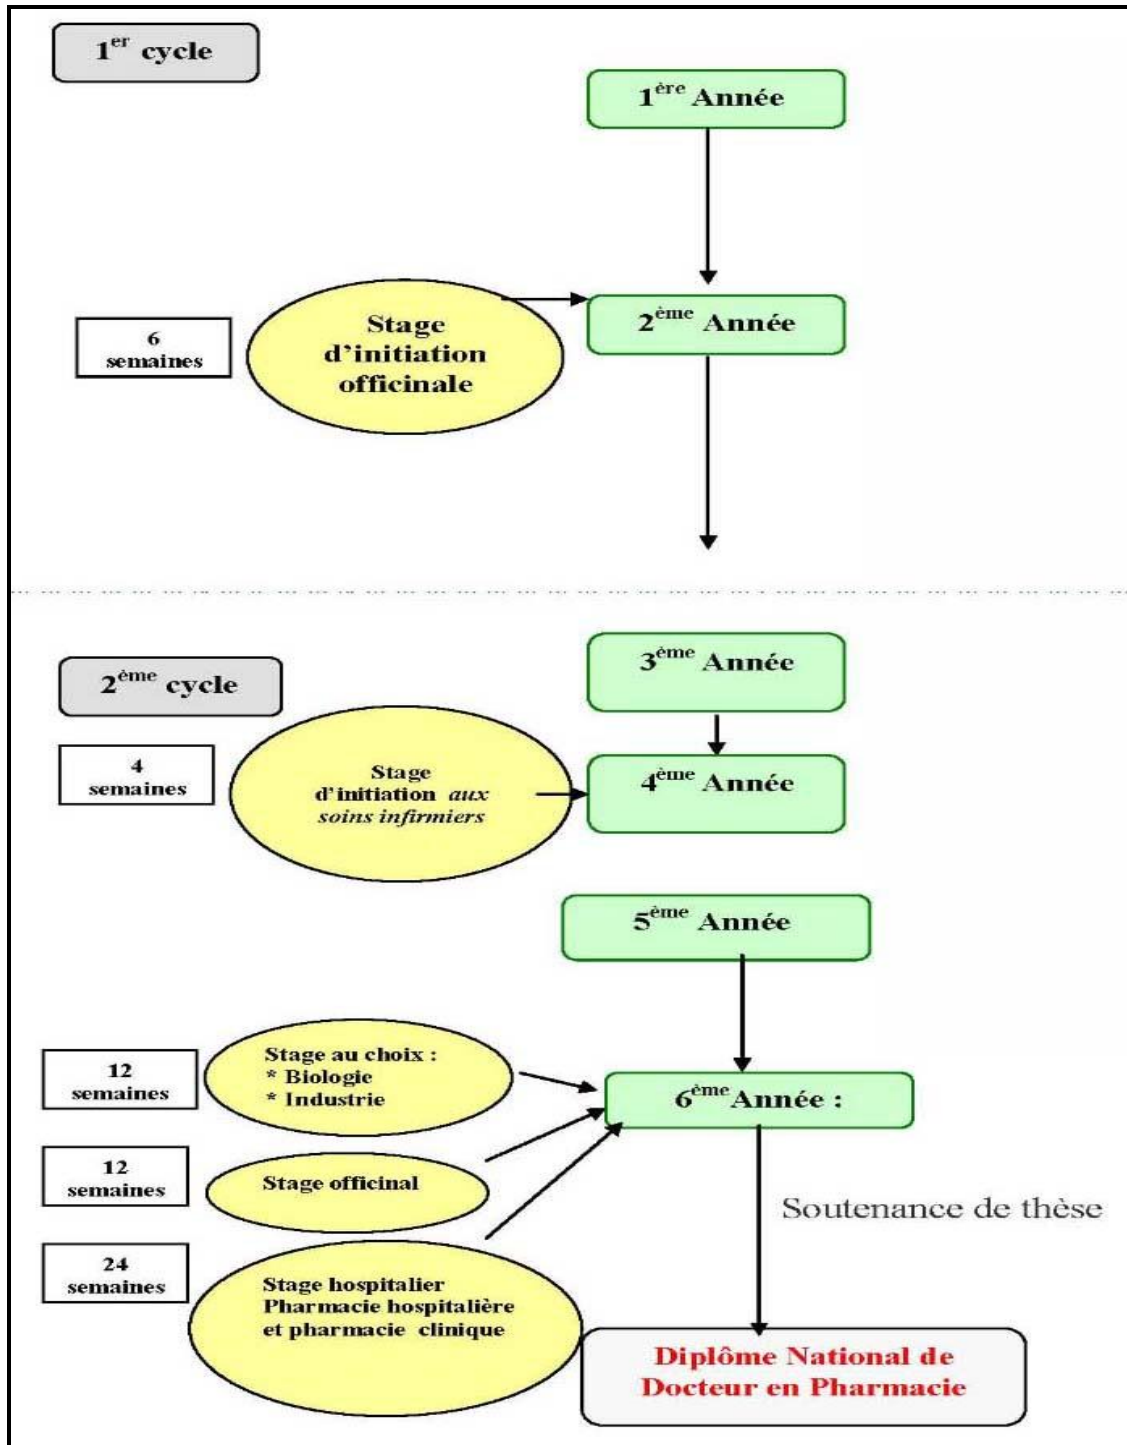 1er cycle
1ère Année
2ème Année
6
semaines
Stage
d'initiation
officinale
2ème cycle
3ème Année
4
semaines
Stage
d'initiation aux
soins infirmiers
4ème Année
5ème Année
12
semaines
Stage au choix :
* Biologie
* Industrie
6ème Année :
12
semaines
Stage officinal
Soutenance de thèse
24
semaines
Stage hospitalier
Pharmacie hospitalière
et pharmacie clinique
Diplôme National de
Docteur en Pharmacie